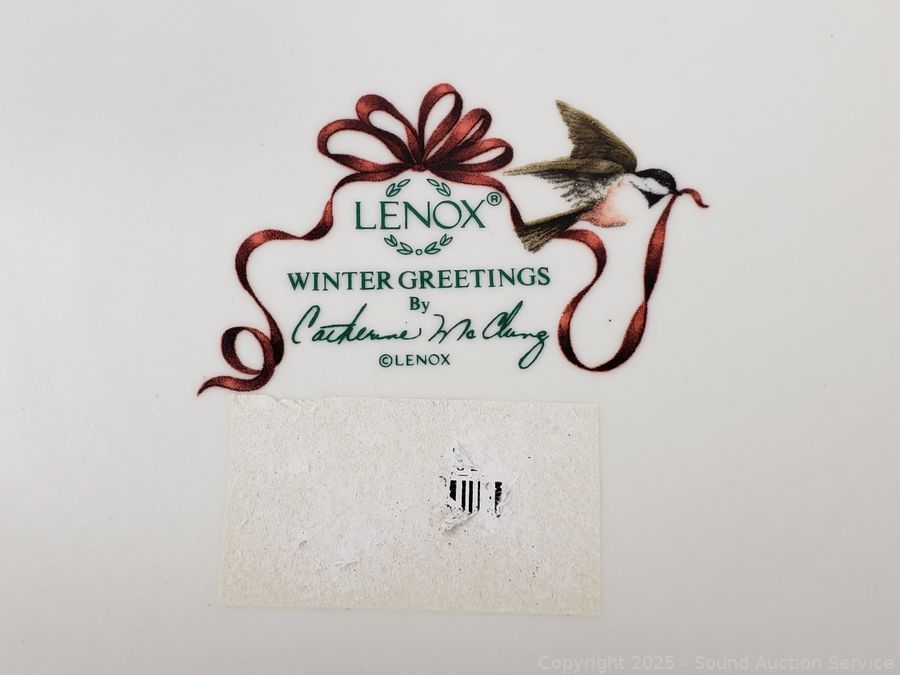 LENOX®
WINTER GREETINGS
By
Catherine McClung
©LENOX
Copyright 2025 - Sound Auction Service